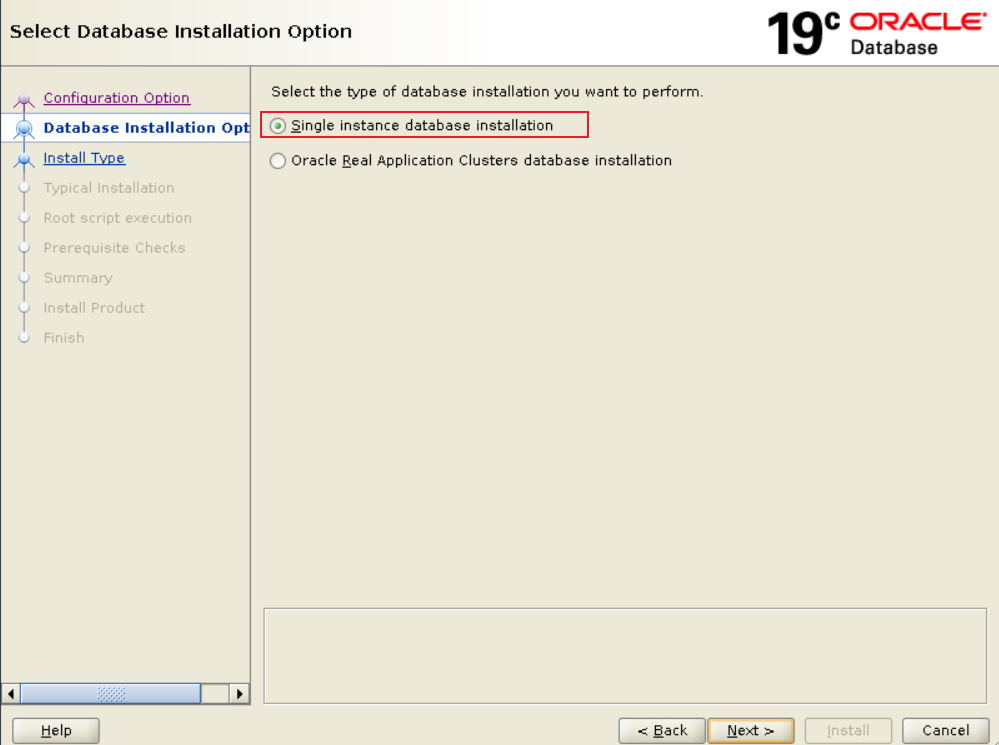 Select Database Installation Option
19c ORACLE®
Database
Configuration Option
Database Installation Opt
Install Type
Typical Installation
Root script execution
Prerequisite Checks
Summary
Install Product
Finish
Select the type of database installation you want to perform.
Single instance database installation
Oracle Real Application Clusters database installation
Help
< Back
Next >
Install
Cancel